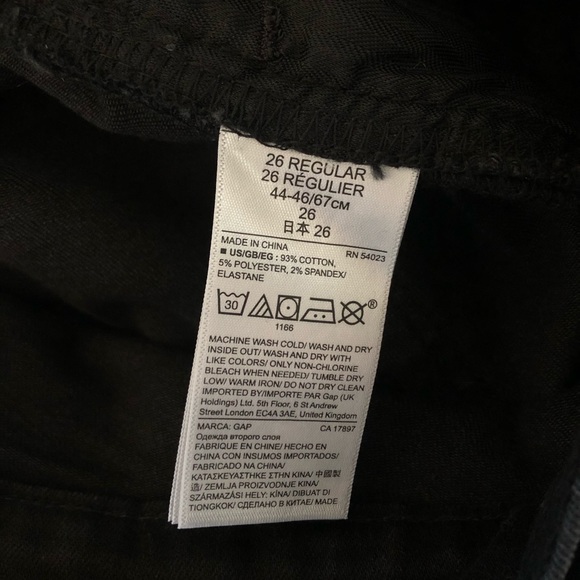 26 REGULAR
26 RÉGULIER
44-46/67CM
26
日本 26
MADE IN CHINA RN 54023
■ US/GB/EG : 93% COTTON,
5% POLYESTER, 2% SPANDEX/
ELASTANE
30
®
1166
MACHINE WASH COLD/ WASH AND DRY
INSIDE OUT/ WASH AND DRY WITH
LIKE COLORS/ ONLY NON-CHLORINE
BLEACH WHEN NEEDED/ TUMBLE DRY
LOW/ WARM IRON/ DO NOT DRY CLEAN
IMPORTED BY/IMPORTE PAR Gap (UK
Holdings) Ltd. 5th Floor, 6 St Andrew
Street London EC4A 3AE, United Kingdom
MARCA: GAP CA 17897
Одежда второго слоя
FABRIQUE EN CHINE/ HECHO EN
CHINA CON INSUMOS IMPORTADOS/
FABRICADO NA CHINA/
ΚΑΤΑΣΚΕΥΑΣΤΗΚΕ ΣΤΗΝ ΚΙΝΑ/ 中國製
造/ ZEMLJA PROIZVODNJE KINA/
SZÁRMAZÁSI HELY: KÍNA/ DIBUAT DI
TIONGKOK/ СДЕЛАНО В КИТАЕ/ MADE